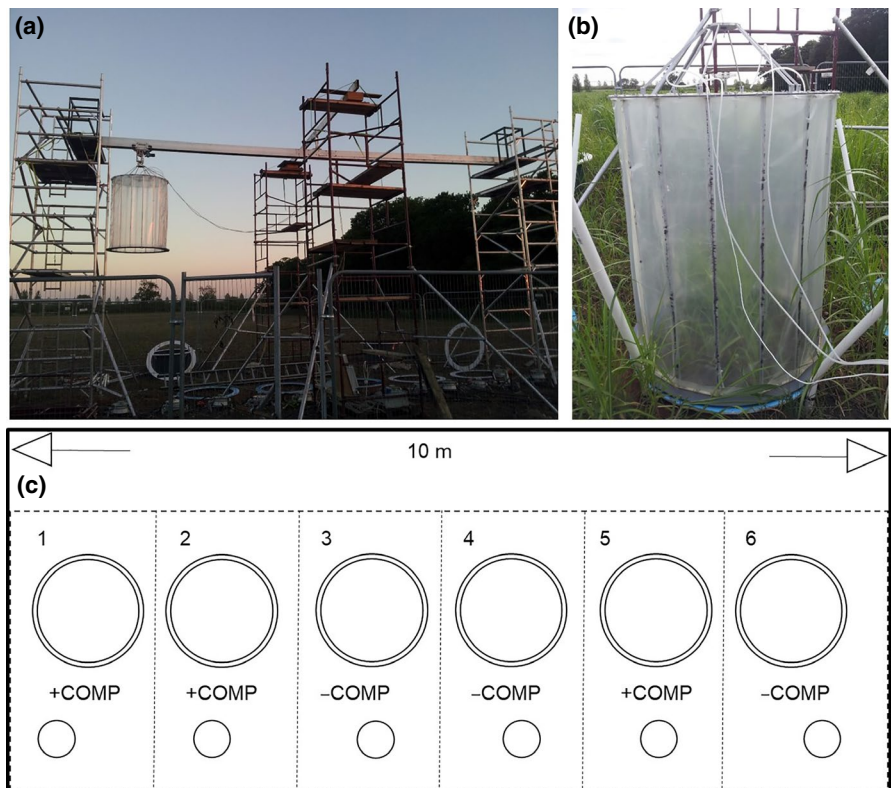 (a)
(b)
10 m
(c)
1 2 3 4 5 6
+COMP +COMP –COMP –COMP +COMP –COMP